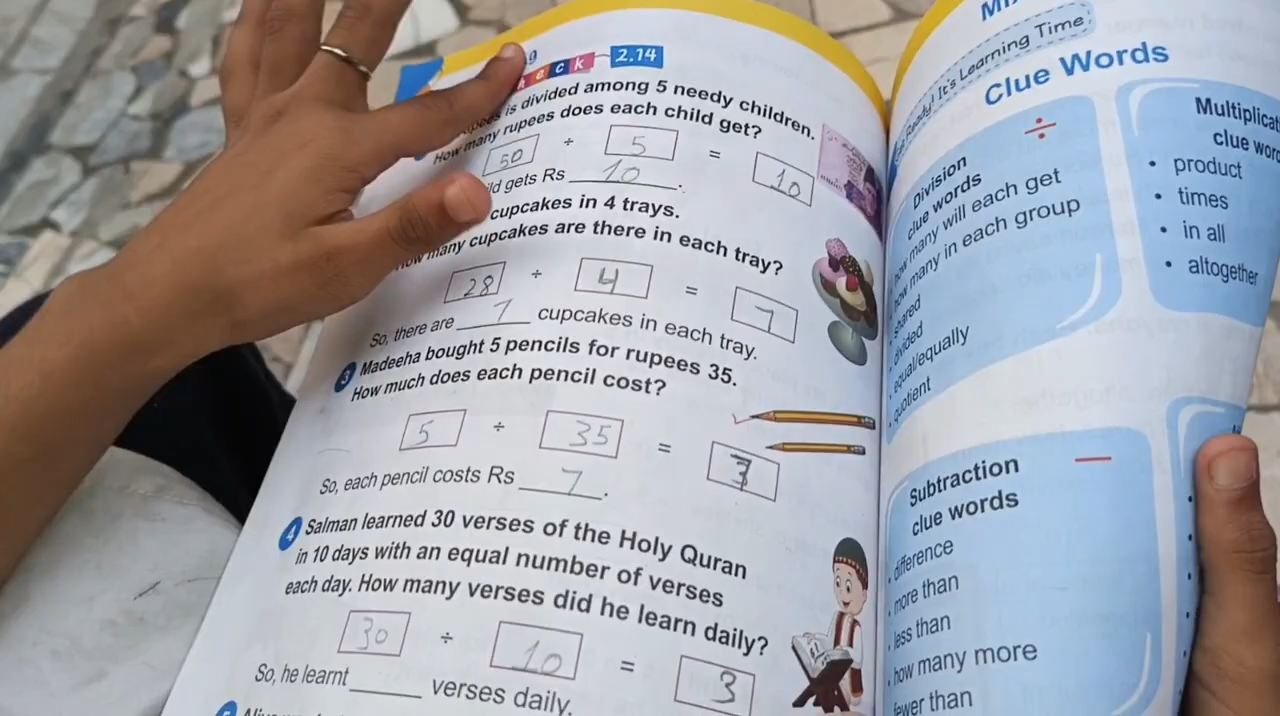 2.14
is divided among 5 needy children.
How many rupees does each child get?
50 ÷ 5 = 10
ld gets Rs 10.
cupcakes in 4 trays.
many cupcakes are there in each tray?
28 ÷ 4 = 7
So, there are 7 cupcakes in each tray.
3 Madeeha bought 5 pencils for rupees 35.
How much does each pencil cost?
5 ÷ 35 =
So, each pencil costs Rs 7.
4 Salman learned 30 verses of the Holy Quran
in 10 days with an equal number of verses
each day. How many verses did he learn daily?
30 ÷ 10 = 3
So, he learnt ____ verses daily.
Ready! It's Learning Time
Clue Words
÷
Division
clue words
how many will each get
how many in each group
shared
divided
equal/equally
quotient
Multiplicat
clue wor
• product
• times
• in all
• altogether
Subtraction —
clue words
• difference
• more than
• less than
• how many more
fewer than